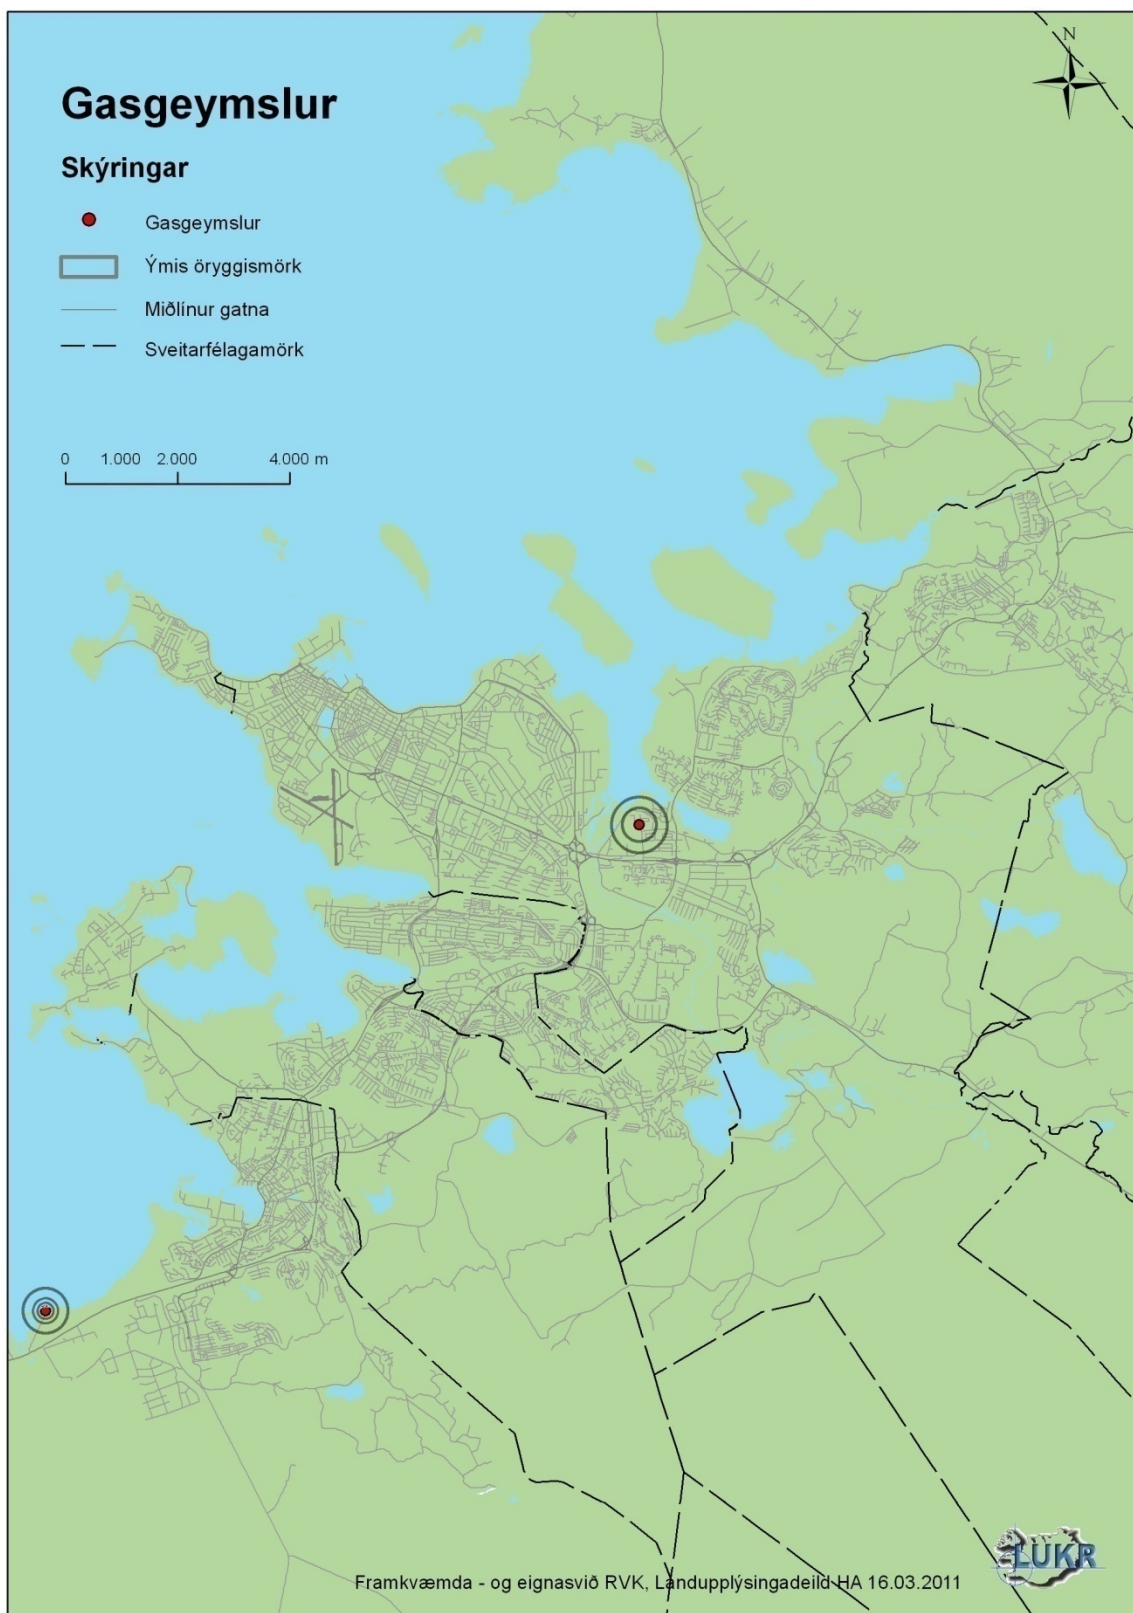 N
Gasgeymslur
Skýringar
Gasgeymslur
Ýmis öryggismörk
Miðlínur gatna
Sveitarfélagamörk
0 1.000 2.000 4.000 m
LUKR
Framkvæmda - og eignasvið RVK, Landupplýsingadeild HA 16.03.2011